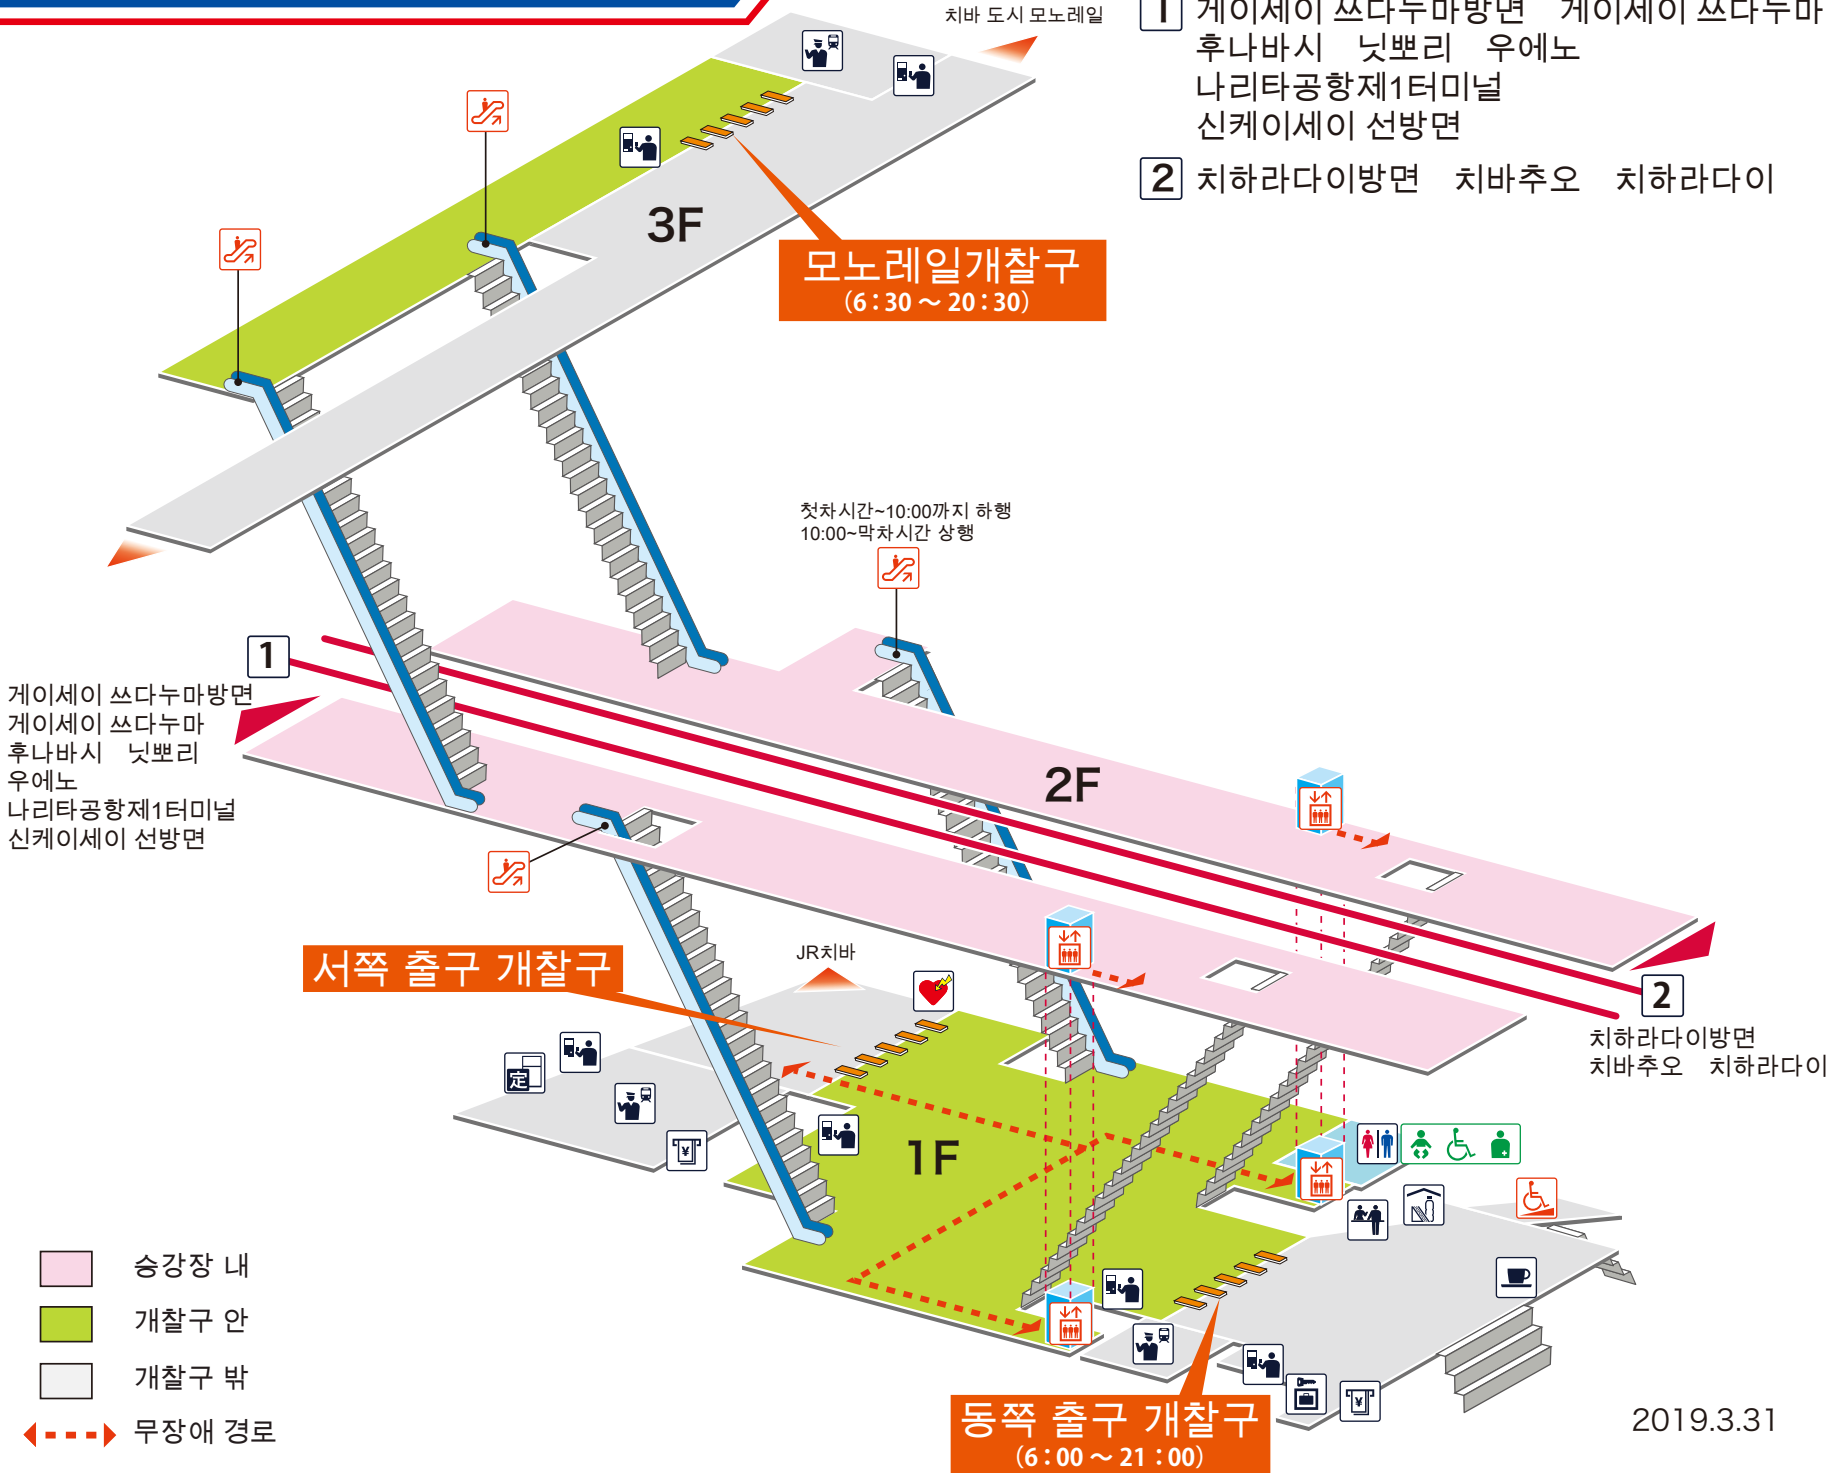 치바 도시 모노레일
1 게이세이 쓰다누마방면 게이세이 쓰다누마
후나바시 닛뽀리 우에노
나리타공항제1터미널
신케이세이 선방면
2 치하라다이방면 치바추오 치하라다이
3F
모노레일개찰구
(6:30～20:30)
첫차시간~10:00까지 하행
10:00~막차시간 상행
1
게이세이 쓰다누마방면
게이세이 쓰다누마
후나바시 닛뽀리
우에노
나리타공항제1터미널
신케이세이 선방면
2F
서쪽 출구 개찰구
JR치바
2
치하라다이방면
치바추오 치하라다이
定
¥
1F
승강장 내
개찰구 안
개찰구 밖
무장애 경로
¥
동쪽 출구 개찰구
(6:00～21:00)
2019.3.31